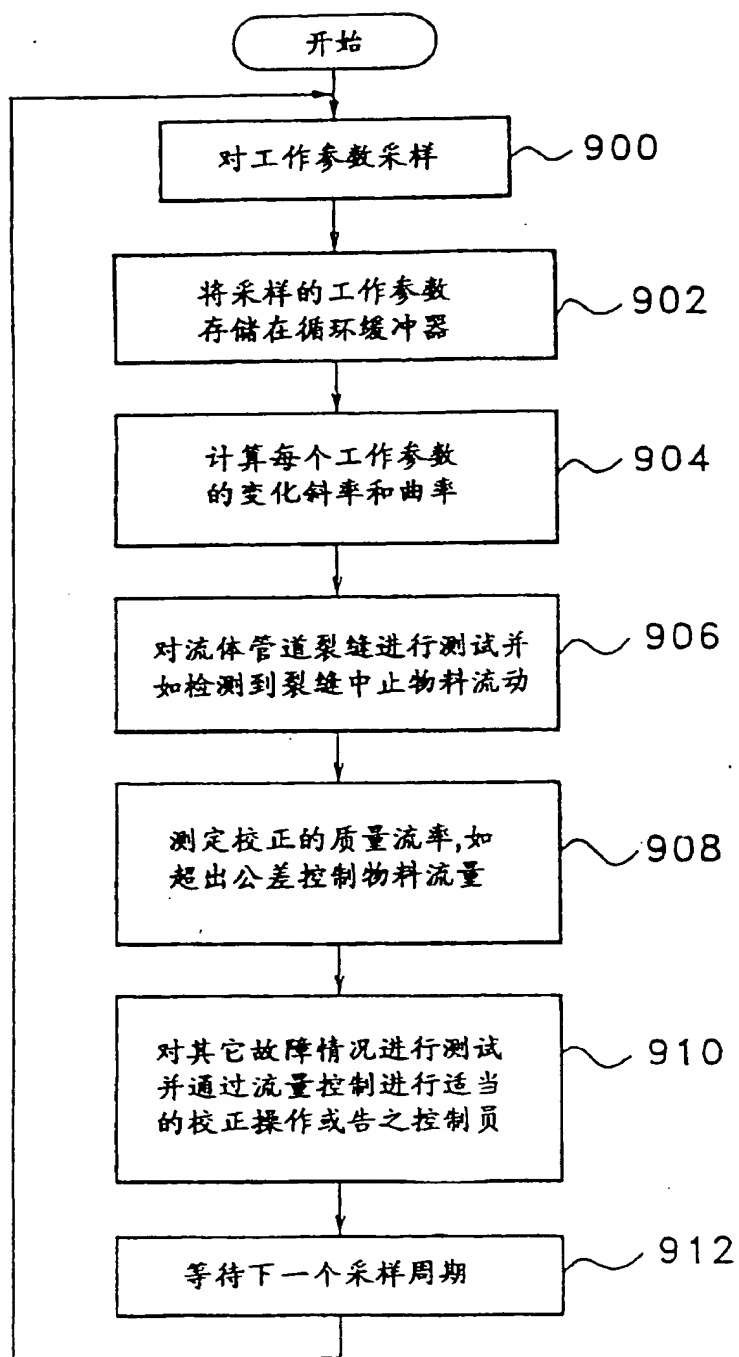 开始
对工作参数采样
900
将采样的工作参数
存储在循环缓冲器
902
计算每个工作参数
的变化斜率和曲率
904
对流体管道裂缝进行测试并
如检测到裂缝中止物料流动
906
测定校正的质量流率,如
超出公差控制物料流量
908
对其它故障情况进行测试
并通过流量控制进行适当
的校正操作或告之控制员
910
等待下一个采样周期
912